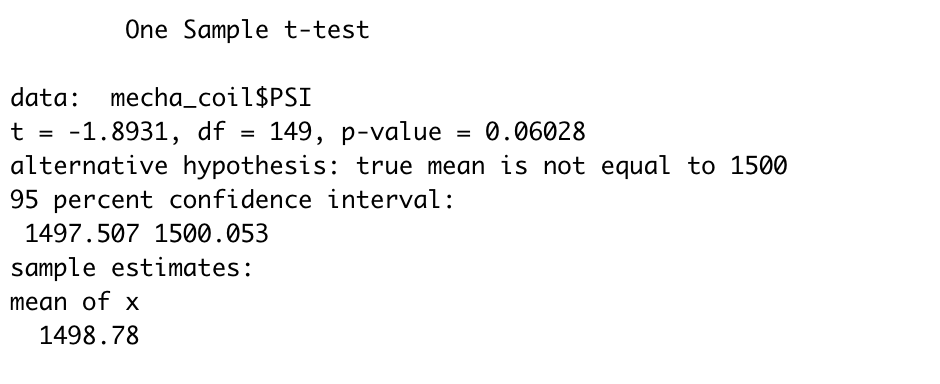 One Sample t-test
data:  mecha_coil$PSI
t = -1.8931, df = 149, p-value = 0.06028
alternative hypothesis: true mean is not equal to 1500
95 percent confidence interval:
 1497.507 1500.053
sample estimates:
mean of x
  1498.78